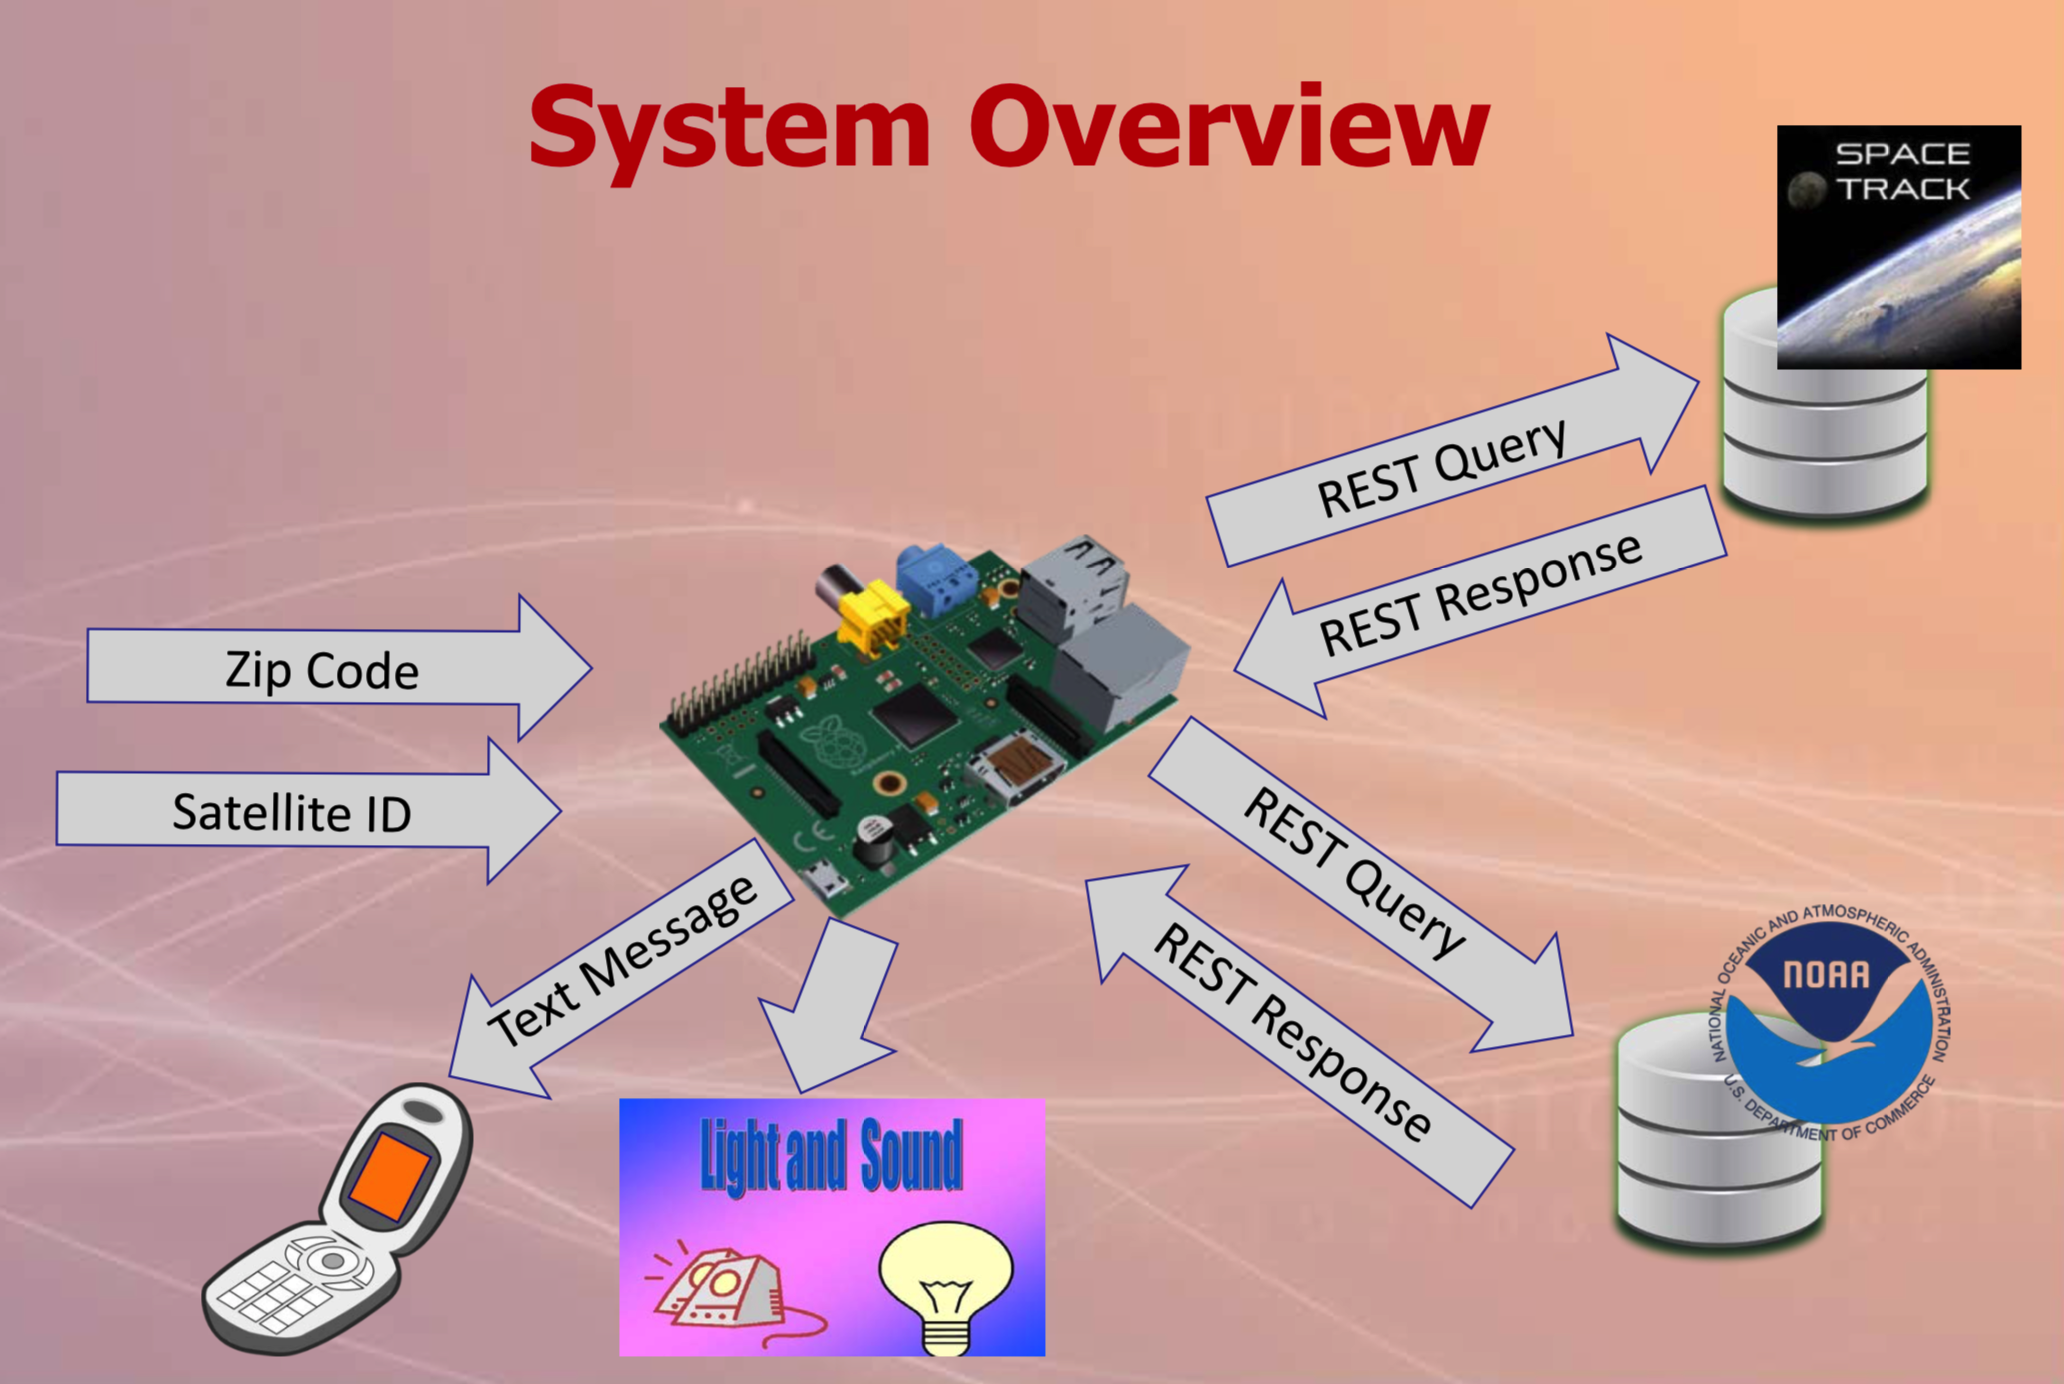 System Overview
SPACE
TRACK
REST Query
REST Response
Zip Code
Satellite ID
REST Query
REST Response
Text Message
NATIONAL OCEANIC AND ATMOSPHERIC ADMINISTRATION
NOAA
U.S. DEPARTMENT OF COMMERCE
Light and Sound